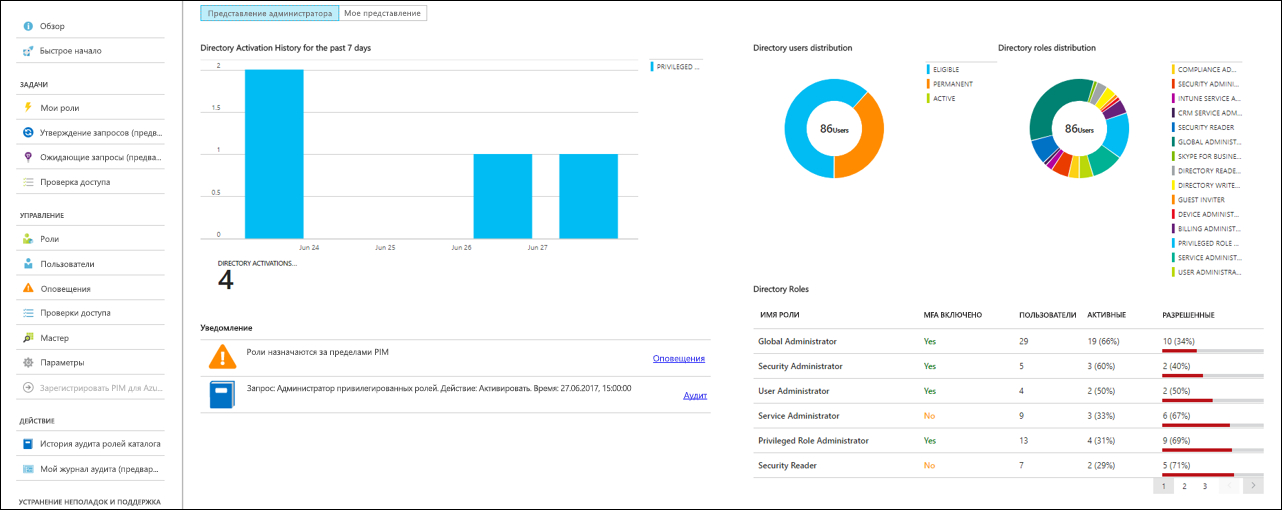 Обзор
Быстрое начало
ЗАДАЧИ
Мои роли
Утверждение запросов (предв...
Ожидающие запросы (предва...
Проверка доступа
УПРАВЛЕНИЕ
Роли
Пользователи
Оповещения
Проверки доступа
Мастер
Параметры
Зарегистрировать PIM для Azu...
ДЕЙСТВИЕ
История аудита ролей каталога
Мой журнал аудита (предвар...
УСТРАНЕНИЕ НЕПОЛАДОК И ПОДДЕРЖКА
Представление администратора
Мое представление
Directory Activation History for the past 7 days
PRIVILEGED ...
2
1.5
1
0.5
0
Jun 24
Jun 25
Jun 26
Jun 27
DIRECTORY ACTIVATIONS...
4
Уведомление
Роли назначаются за пределами PIM
Оповещения
Запрос: Администратор привилегированных ролей. Действие: Активировать. Время: 27.06.2017, 15:00:00
Аудит
Directory users distribution
86Users
ELIGIBLE
PERMANENT
ACTIVE
Directory roles distribution
86Users
COMPLIANCE AD...
SECURITY ADMINI...
INTUNE SERVICE A...
CRM SERVICE ADM...
SECURITY READER
GLOBAL ADMINIST...
SKYPE FOR BUSINE...
DIRECTORY READE...
DIRECTORY WRITE...
GUEST INVITER
DEVICE ADMINIST...
BILLING ADMINIST...
PRIVILEGED ROLE ...
SERVICE ADMINIST...
USER ADMINISTRA...
Directory Roles
ИМЯ РОЛИ MFA ВКЛЮЧЕНО ПОЛЬЗОВАТЕЛИ АКТИВНЫЕ РАЗРЕШЕННЫЕ
Global Administrator Yes 29 19 (66%) 10 (34%)
Security Administrator Yes 5 3 (60%) 2 (40%)
User Administrator Yes 4 2 (50%) 2 (50%)
Service Administrator No 9 3 (33%) 6 (67%)
Privileged Role Administrator Yes 13 4 (31%) 9 (69%)
Security Reader No 7 2 (29%) 5 (71%)
1 2 3